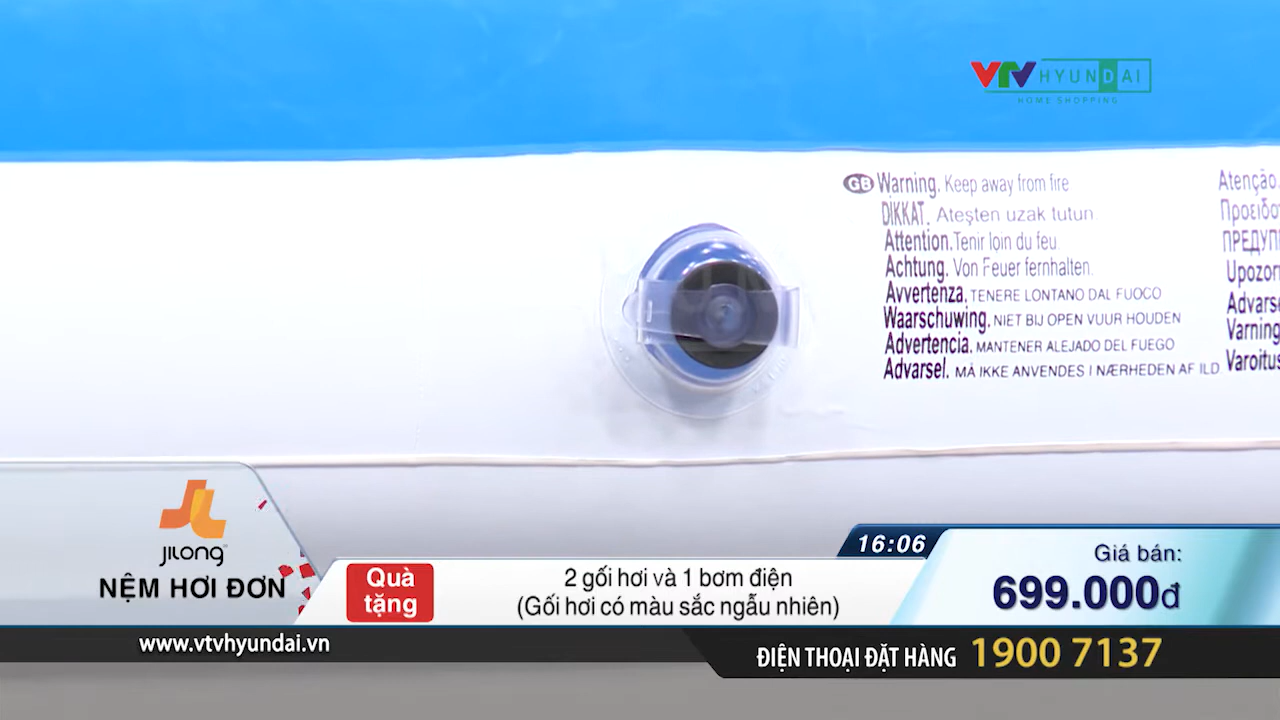 VTV HYUNDAI
HOME SHOPPING
GB Warning. Keep away from fire
DİKKAT. Ateşten uzak tutun.
Attention. Tenir loin du feu.
Achtung. Von Feuer fernhalten.
Avvertenza. TENERE LONTANO DAL FUOCO
Waarschuwing. NIET BIJ OPEN VUUR HOUDEN
Advertencia. MANTENER ALEJADO DEL FUEGO
Advarsel. MÅ IKKE ANVENDES I NÆRHEDEN AF ILD.
Atenção.
Varoitus
JILONG™
NỆM HƠI ĐƠN
Quà
tặng
2 gối hơi và 1 bơm điện
(Gối hơi có màu sắc ngẫu nhiên)
16:06
Giá bán:
699.000đ
www.vtvhyundai.vn
ĐIỆN THOẠI ĐẶT HÀNG 1900 7137